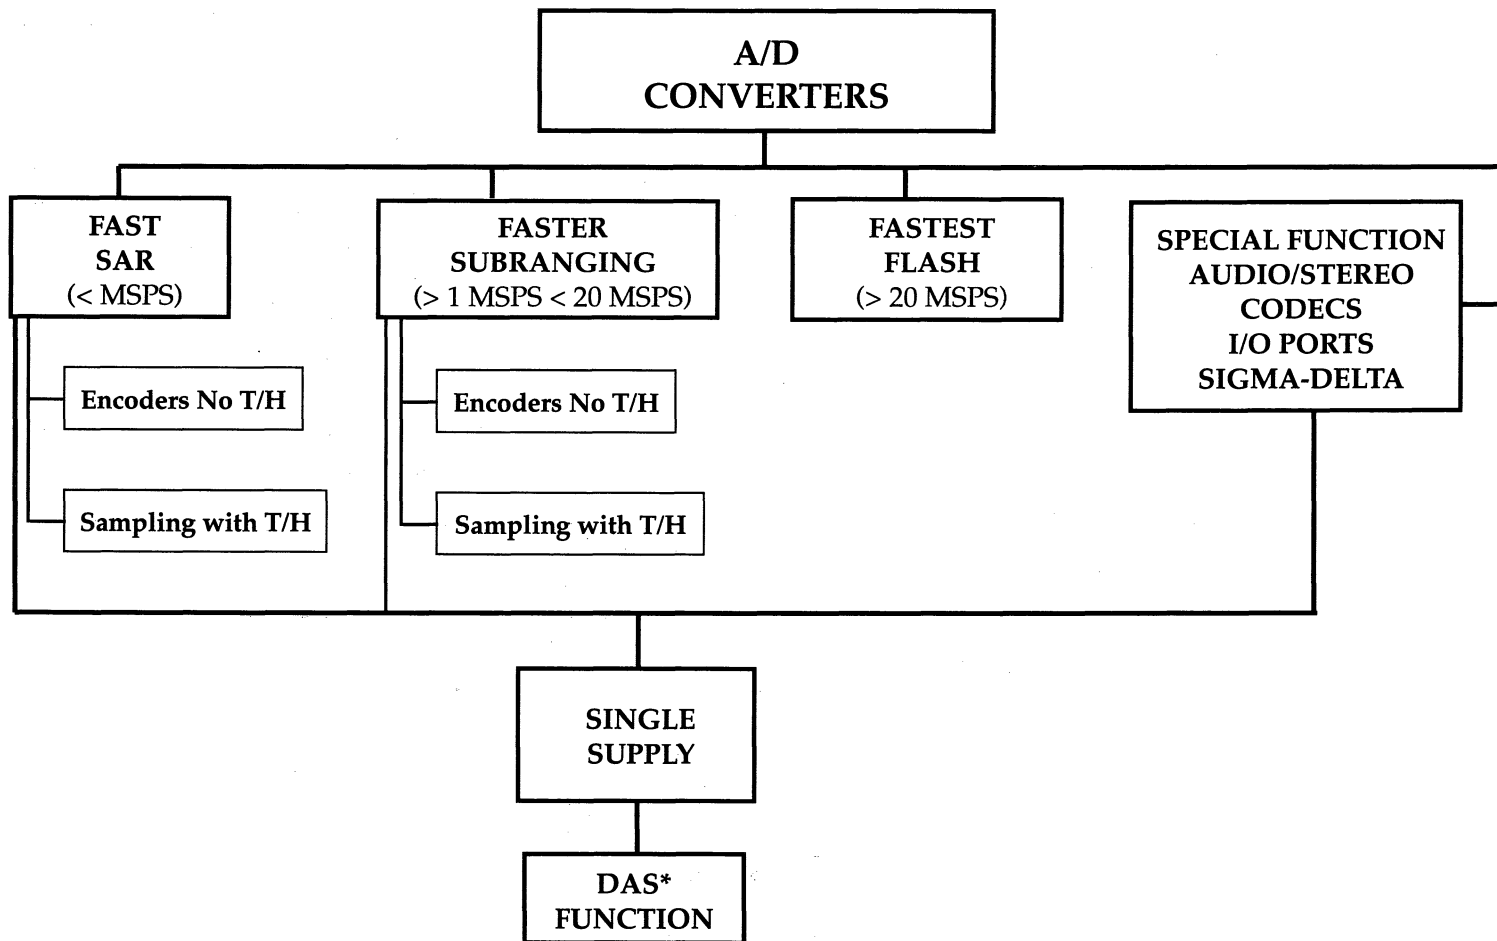 A/D
CONVERTERS
FAST
SAR
(< MSPS)
FASTER
SUBRANGING
(> 1 MSPS < 20 MSPS)
FASTEST
FLASH
(> 20 MSPS)
SPECIAL FUNCTION
AUDIO/STEREO
CODECS
I/O PORTS
SIGMA-DELTA
Encoders No T/H
Encoders No T/H
Sampling with T/H
Sampling with T/H
SINGLE
SUPPLY
DAS*
FUNCTION